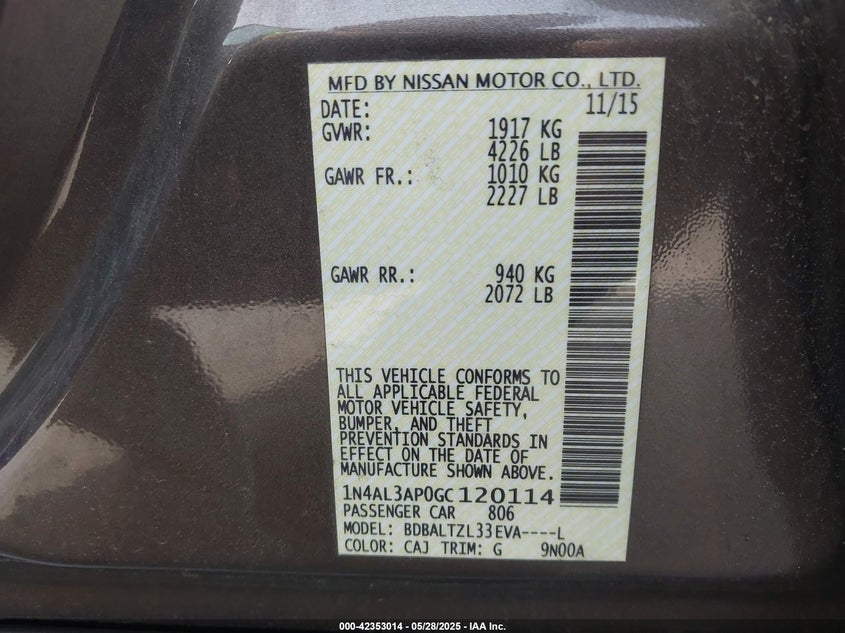 MFD BY NISSAN MOTOR CO., LTD.
DATE: 11/15
GVWR: 1917 KG
4226 LB
GAWR FR.: 1010 KG
2227 LB
GAWR RR.: 940 KG
2072 LB
THIS VEHICLE CONFORMS TO
ALL APPLICABLE FEDERAL
MOTOR VEHICLE SAFETY,
BUMPER, AND THEFT
PREVENTION STANDARDS IN
EFFECT ON THE DATE OF
MANUFACTURE SHOWN ABOVE.
1N4AL3AP0GC120114
PASSENGER CAR 806
MODEL: BDBALTZL33EVA----L
COLOR: CAJ TRIM: G 9N00A
000-42353014 - 05/28/2025 - IAA Inc.